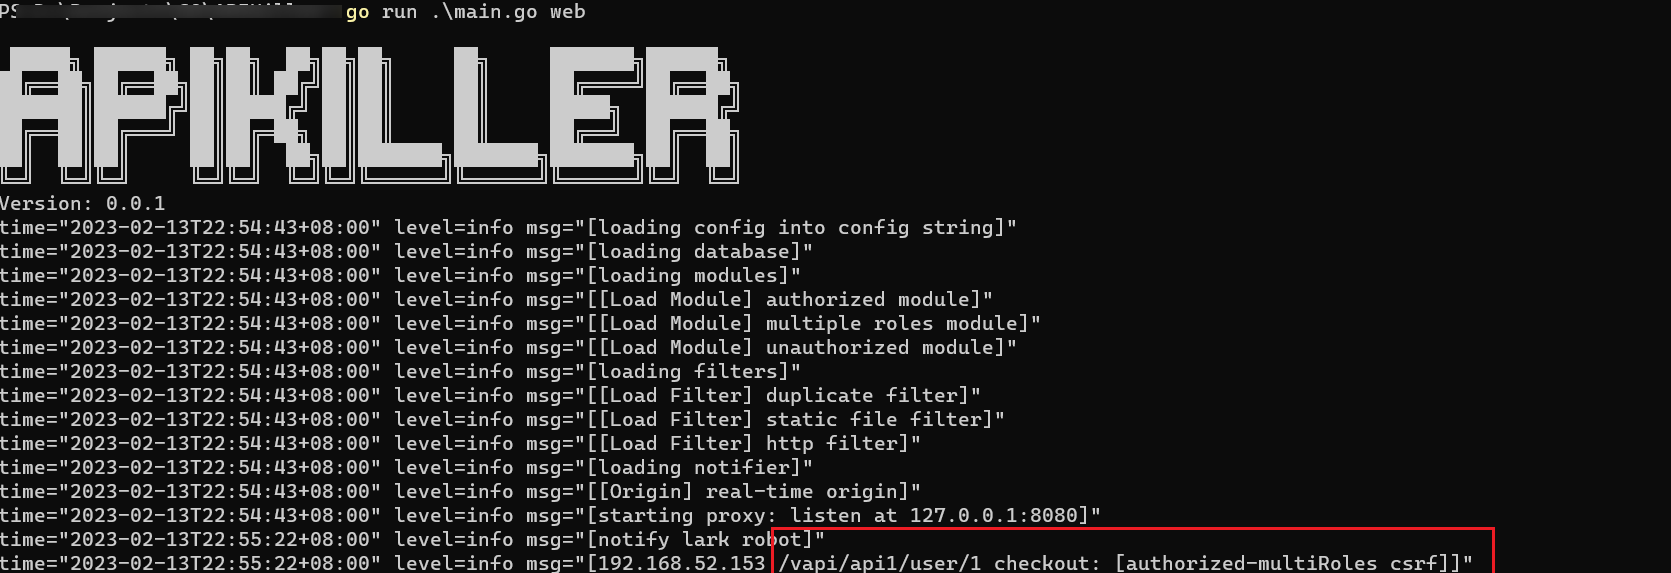 PS go run .\main.go web
APIKILLER
Version: 0.0.1
time="2023-02-13T22:54:43+08:00" level=info msg="[loading config into config string]"
time="2023-02-13T22:54:43+08:00" level=info msg="[loading database]"
time="2023-02-13T22:54:43+08:00" level=info msg="[loading modules]"
time="2023-02-13T22:54:43+08:00" level=info msg="[[Load Module] authorized module]"
time="2023-02-13T22:54:43+08:00" level=info msg="[[Load Module] multiple roles module]"
time="2023-02-13T22:54:43+08:00" level=info msg="[[Load Module] unauthorized module]"
time="2023-02-13T22:54:43+08:00" level=info msg="[loading filters]"
time="2023-02-13T22:54:43+08:00" level=info msg="[[Load Filter] duplicate filter]"
time="2023-02-13T22:54:43+08:00" level=info msg="[[Load Filter] static file filter]"
time="2023-02-13T22:54:43+08:00" level=info msg="[[Load Filter] http filter]"
time="2023-02-13T22:54:43+08:00" level=info msg="[loading notifier]"
time="2023-02-13T22:54:43+08:00" level=info msg="[[Origin] real-time origin]"
time="2023-02-13T22:54:43+08:00" level=info msg="[starting proxy: listen at 127.0.0.1:8080]"
time="2023-02-13T22:55:22+08:00" level=info msg="[notify lark robot]"
time="2023-02-13T22:55:22+08:00" level=info msg="[192.168.52.153 /vapi/api1/user/1 checkout: [authorized-multiRoles csrf]]"